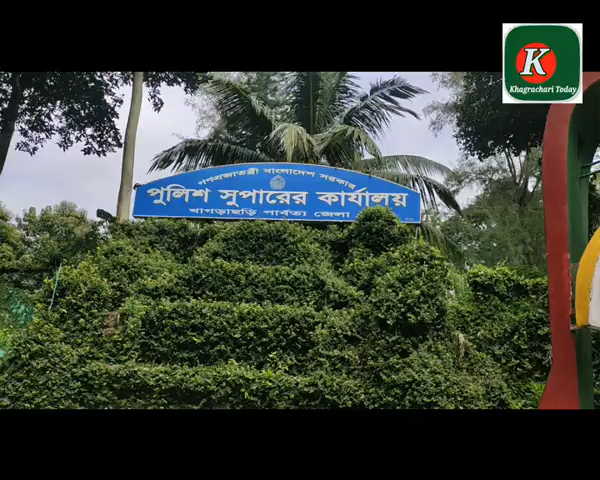 K
Khagrachari Today
গণপ্রজাতন্ত্রী বাংলাদেশ সরকার
পুলিশ সুপারের কার্যালয়
খাগড়াছড়ি পার্বত্য জেলা